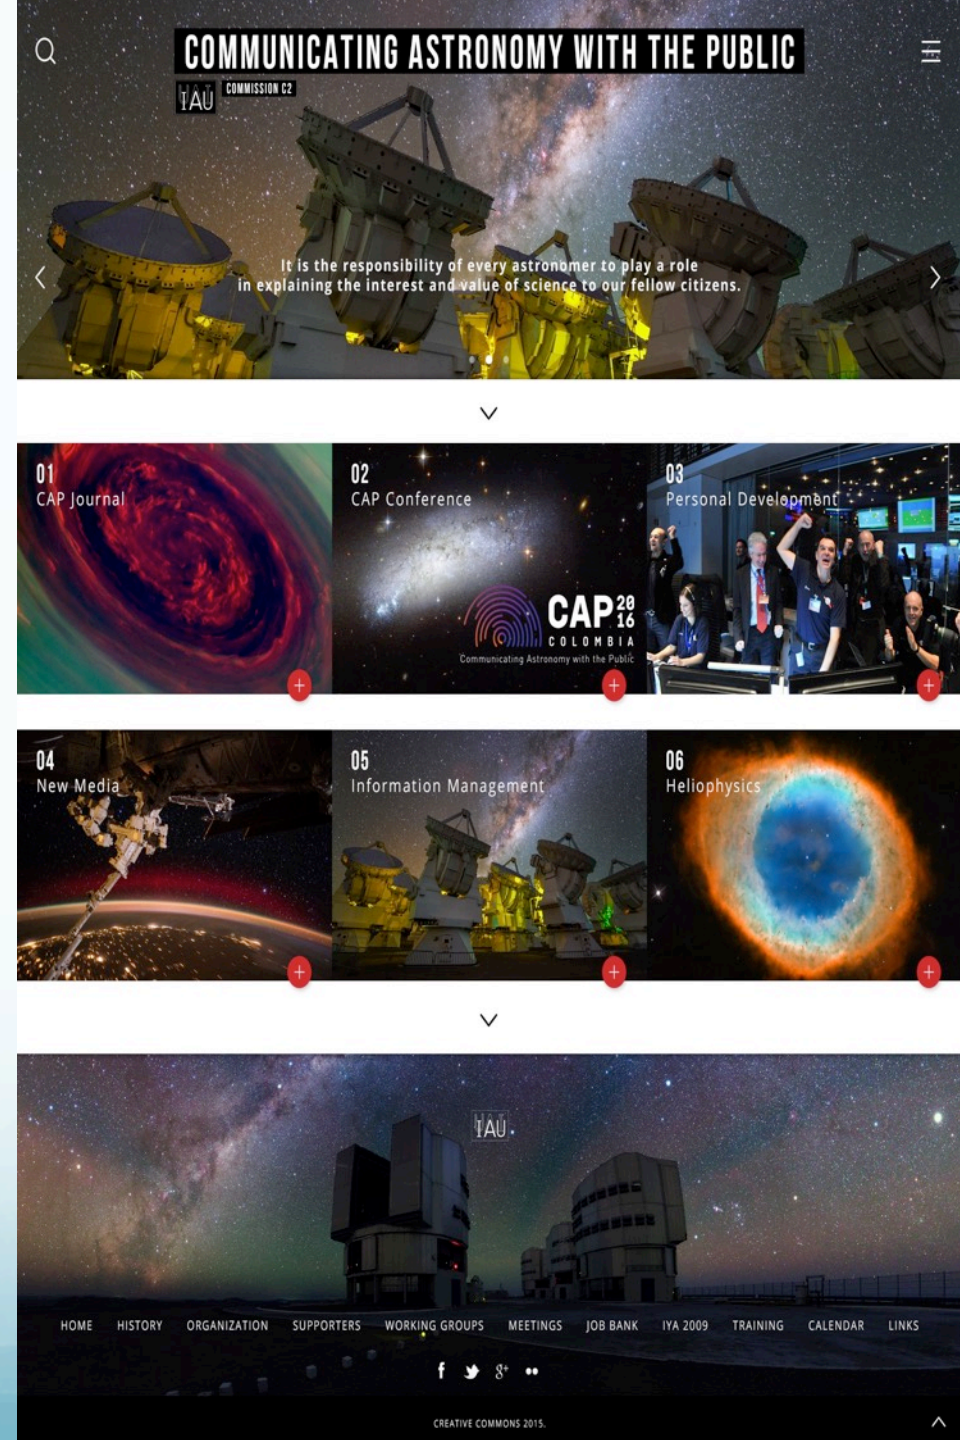 COMMUNICATING ASTRONOMY WITH THE PUBLIC
IAU
COMMISSION C2
It is the responsibility of every astronomer to play a role
in explaining the interest and value of science to our fellow citizens.
01
CAP Journal
02
CAP Conference
CAP 2016
COLOMBIA
Communicating Astronomy with the Public
03
Personal Development
04
New Media
05
Information Management
06
Heliophysics
IAU
HOME HISTORY ORGANIZATION SUPPORTERS WORKING GROUPS MEETINGS JOB BANK IYA 2009 TRAINING CALENDAR LINKS
CREATIVE COMMONS 2015.